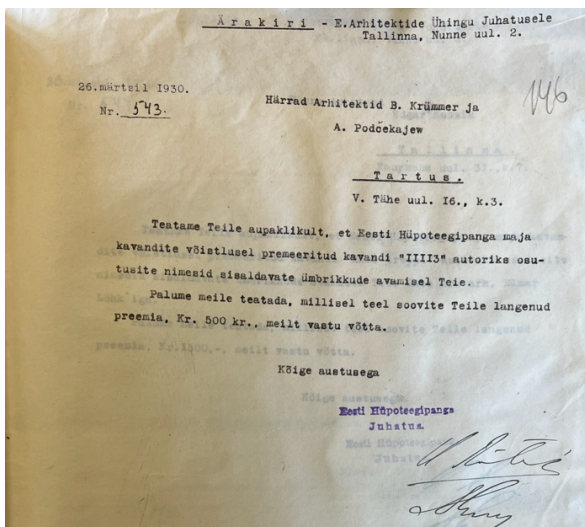 Ärakiri - E.Arhitektide Ühingu Juhatusele
Tallinna, Nunne uul. 2.
26.märtsil 1930.
Nr. 543.
146
Härrad Arhitektid B. Krümmer ja
A. Podčekajew
Tartus.
V. Tähe uul. I6., k.3.
Teatame Teile aupaklikult, et Eesti Hüpoteegipanga maja
kavandite võistlusel premeeritud kavandi "IIII3" autoriks osu-
tusite nimesid sisaldavate ümbrikkude avamisel Teie.
Palume meile teatada, millisel teel soovite Teile langenud
preemia, Kr. 500 kr., meilt vastu võtta.
Kõige austusega
Eesti Hüpoteegipanga
Juhatus.